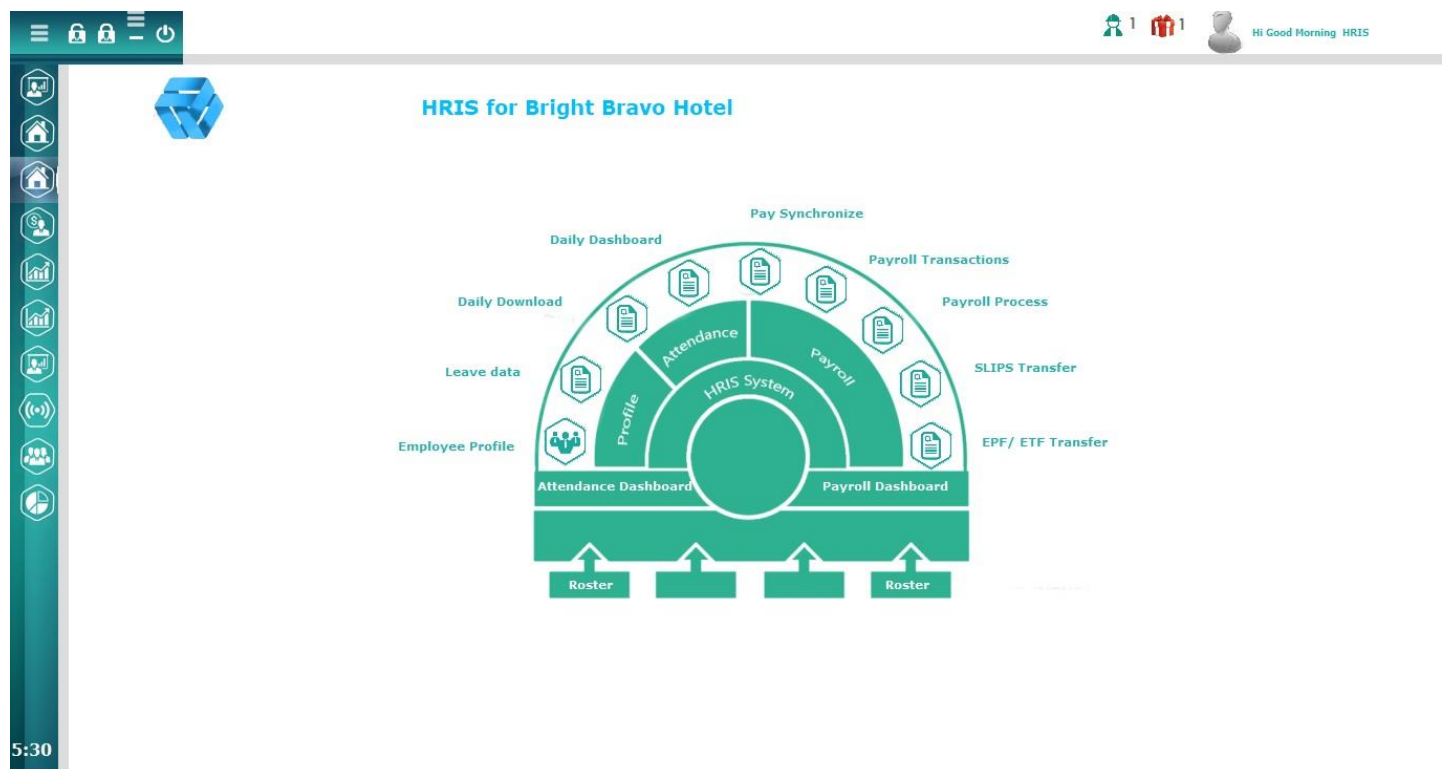 1
1
Hi Good Morning HRIS
HRIS for Bright Bravo Hotel
Pay Synchronize
Daily Dashboard
Payroll Transactions
Daily Download
Payroll Process
Attendance
Payroll
Leave data
SLIPS Transfer
HRIS System
Profile
Employee Profile
EPF/ ETF Transfer
Attendance Dashboard
Payroll Dashboard
Roster
Roster
5:30